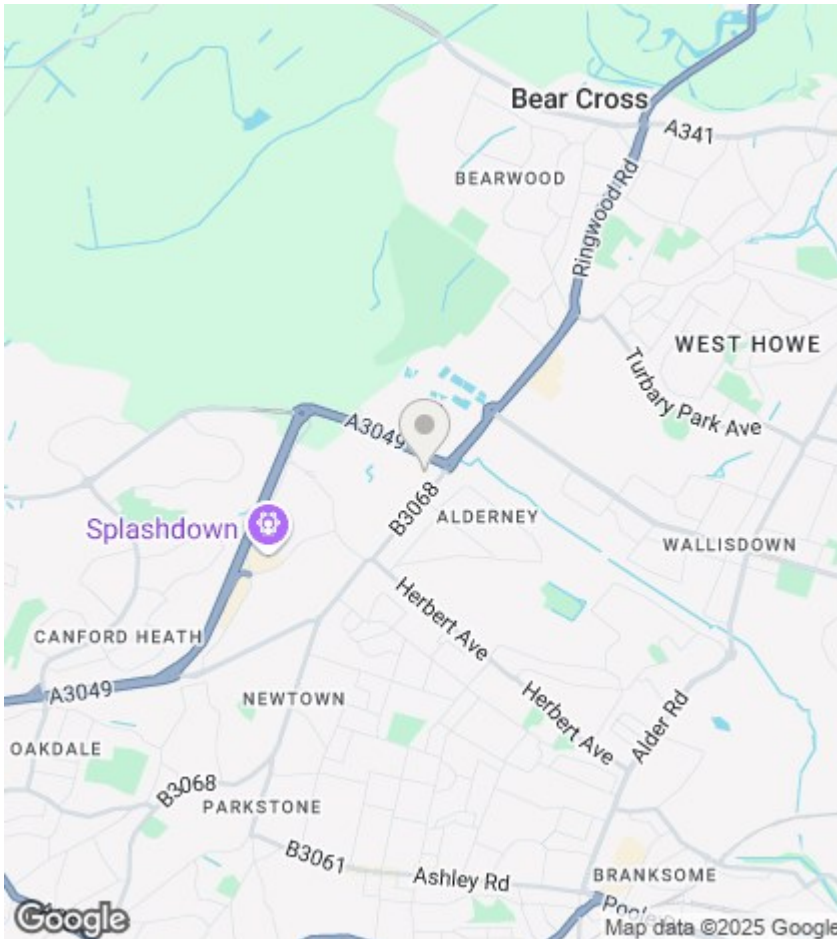 Bear Cross
A341
BEARWOOD
Ringwood Rd
WEST HOWE
Turbary Park Ave
A3049
B3068
ALDERNEY
Splashdown
WALLISDOWN
Herbert Ave
CANFORD HEATH
Herbert Ave
A3049
NEWTOWN
Alder Rd
OAKDALE
B3068
PARKSTONE
B3061
Ashley Rd
BRANKSOME
Google
Map data ©2025 Google